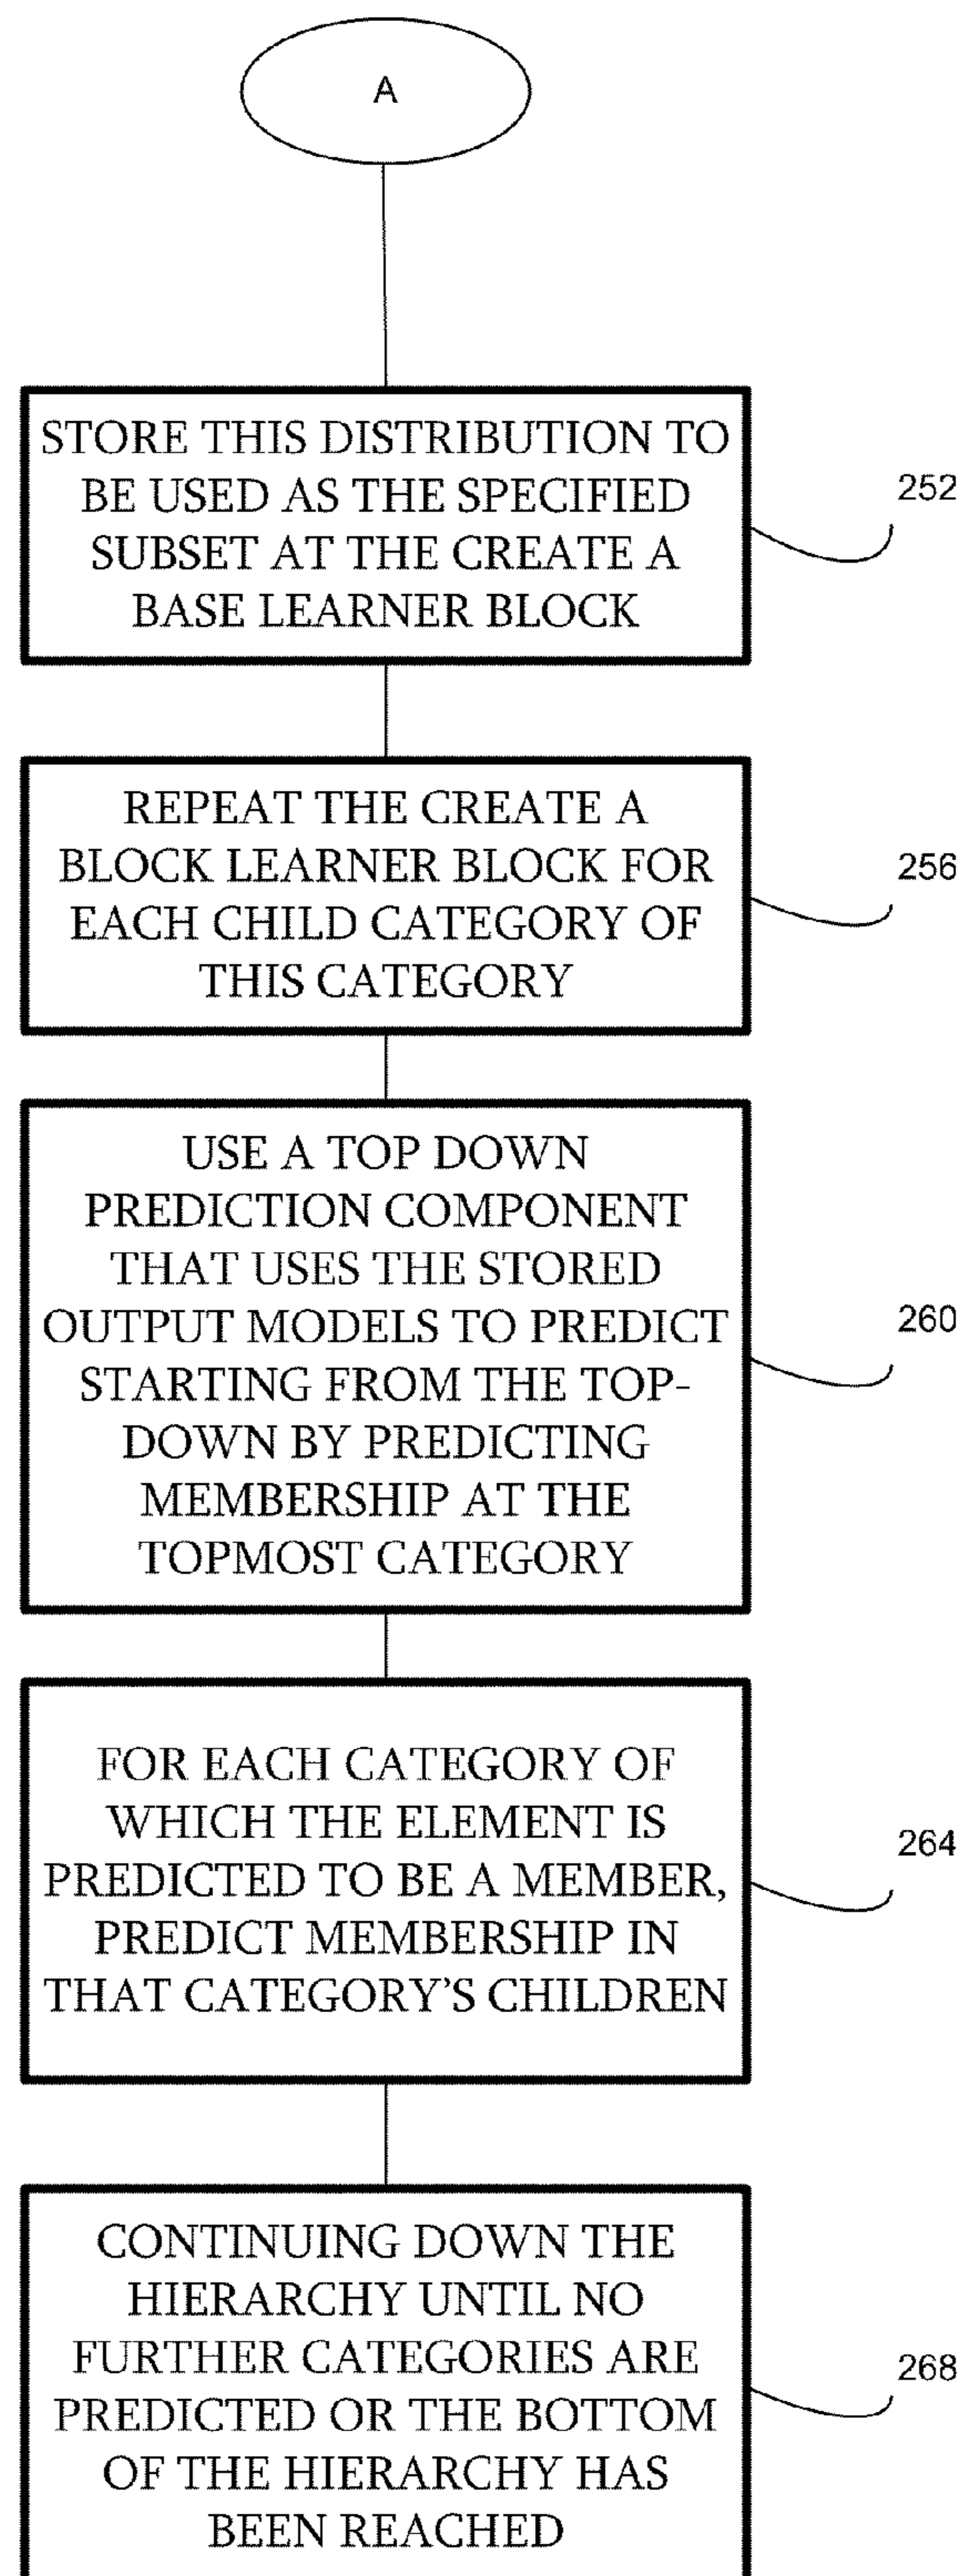 A
STORE THIS DISTRIBUTION TO
BE USED AS THE SPECIFIED
SUBSET AT THE CREATE A
BASE LEARNER BLOCK
252
REPEAT THE CREATE A
BLOCK LEARNER BLOCK FOR
EACH CHILD CATEGORY OF
THIS CATEGORY
256
USE A TOP DOWN
PREDICTION COMPONENT
THAT USES THE STORED
OUTPUT MODELS TO PREDICT
STARTING FROM THE TOP-
DOWN BY PREDICTING
MEMBERSHIP AT THE
TOPMOST CATEGORY
260
FOR EACH CATEGORY OF
WHICH THE ELEMENT IS
PREDICTED TO BE A MEMBER,
PREDICT MEMBERSHIP IN
THAT CATEGORY’S CHILDREN
264
CONTINUING DOWN THE
HIERARCHY UNTIL NO
FURTHER CATEGORIES ARE
PREDICTED OR THE BOTTOM
OF THE HIERARCHY HAS
BEEN REACHED
268